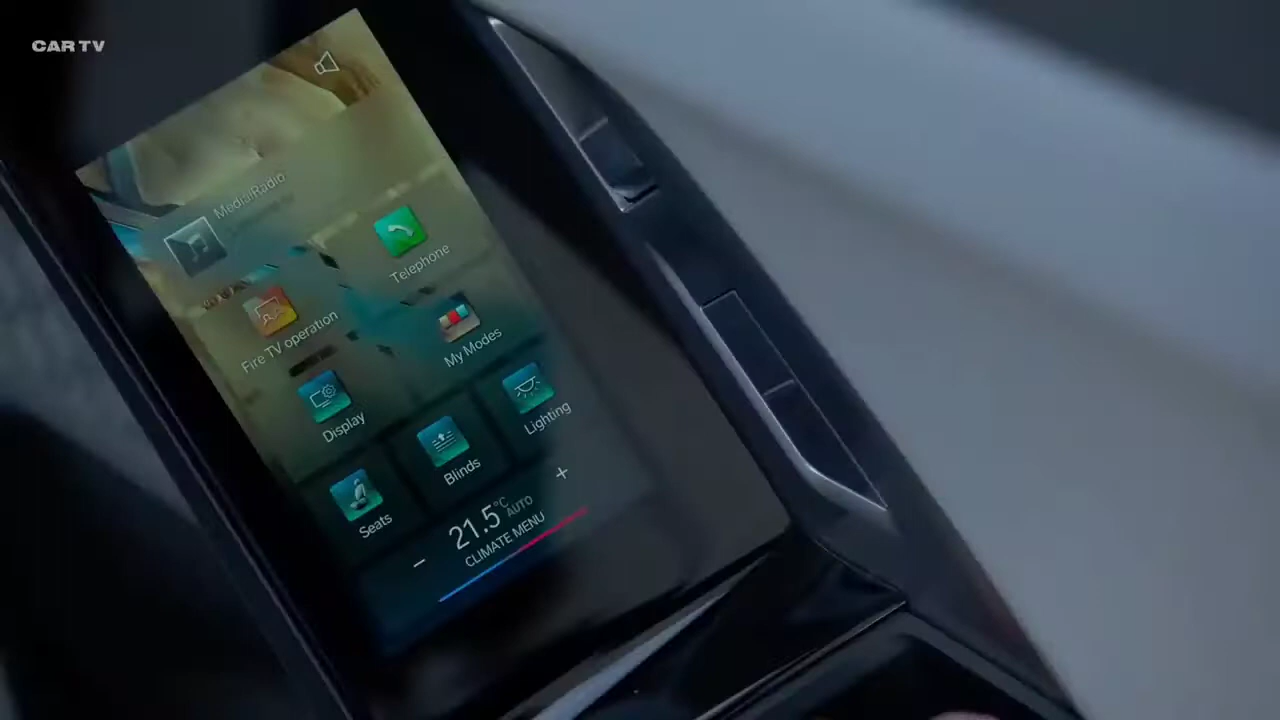 CAR TV
Media/Radio
Telephone
Fire TV operation
My Modes
Display
Lighting
Blinds
Seats
− 21.5°C AUTO +
CLIMATE MENU